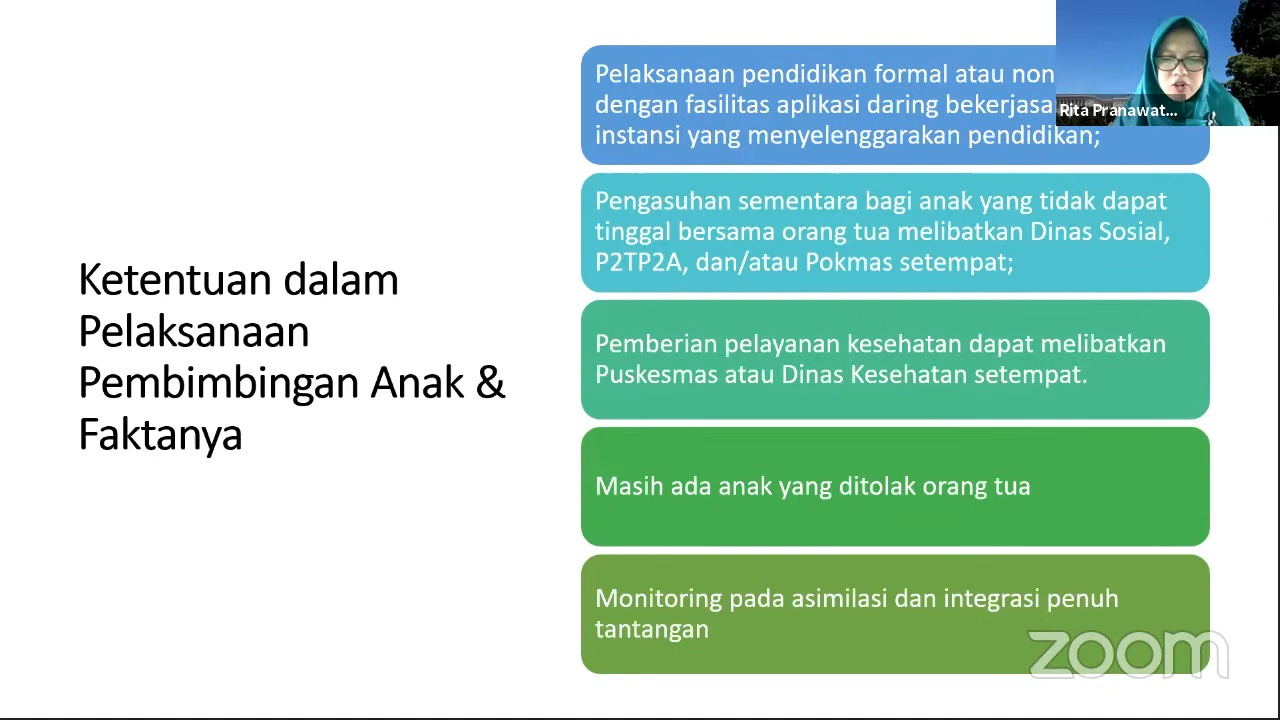 Ketentuan dalam
Pelaksanaan
Pembimbingan Anak &
Faktanya
Pelaksanaan pendidikan formal atau non
dengan fasilitas aplikasi daring bekerjasa
instansi yang menyelenggarakan pendidikan;
Pengasuhan sementara bagi anak yang tidak dapat
tinggal bersama orang tua melibatkan Dinas Sosial,
P2TP2A, dan/atau Pokmas setempat;
Pemberian pelayanan kesehatan dapat melibatkan
Puskesmas atau Dinas Kesehatan setempat.
Masih ada anak yang ditolak orang tua
Monitoring pada asimilasi dan integrasi penuh
tantangan
Rita Pranawat...
zoom